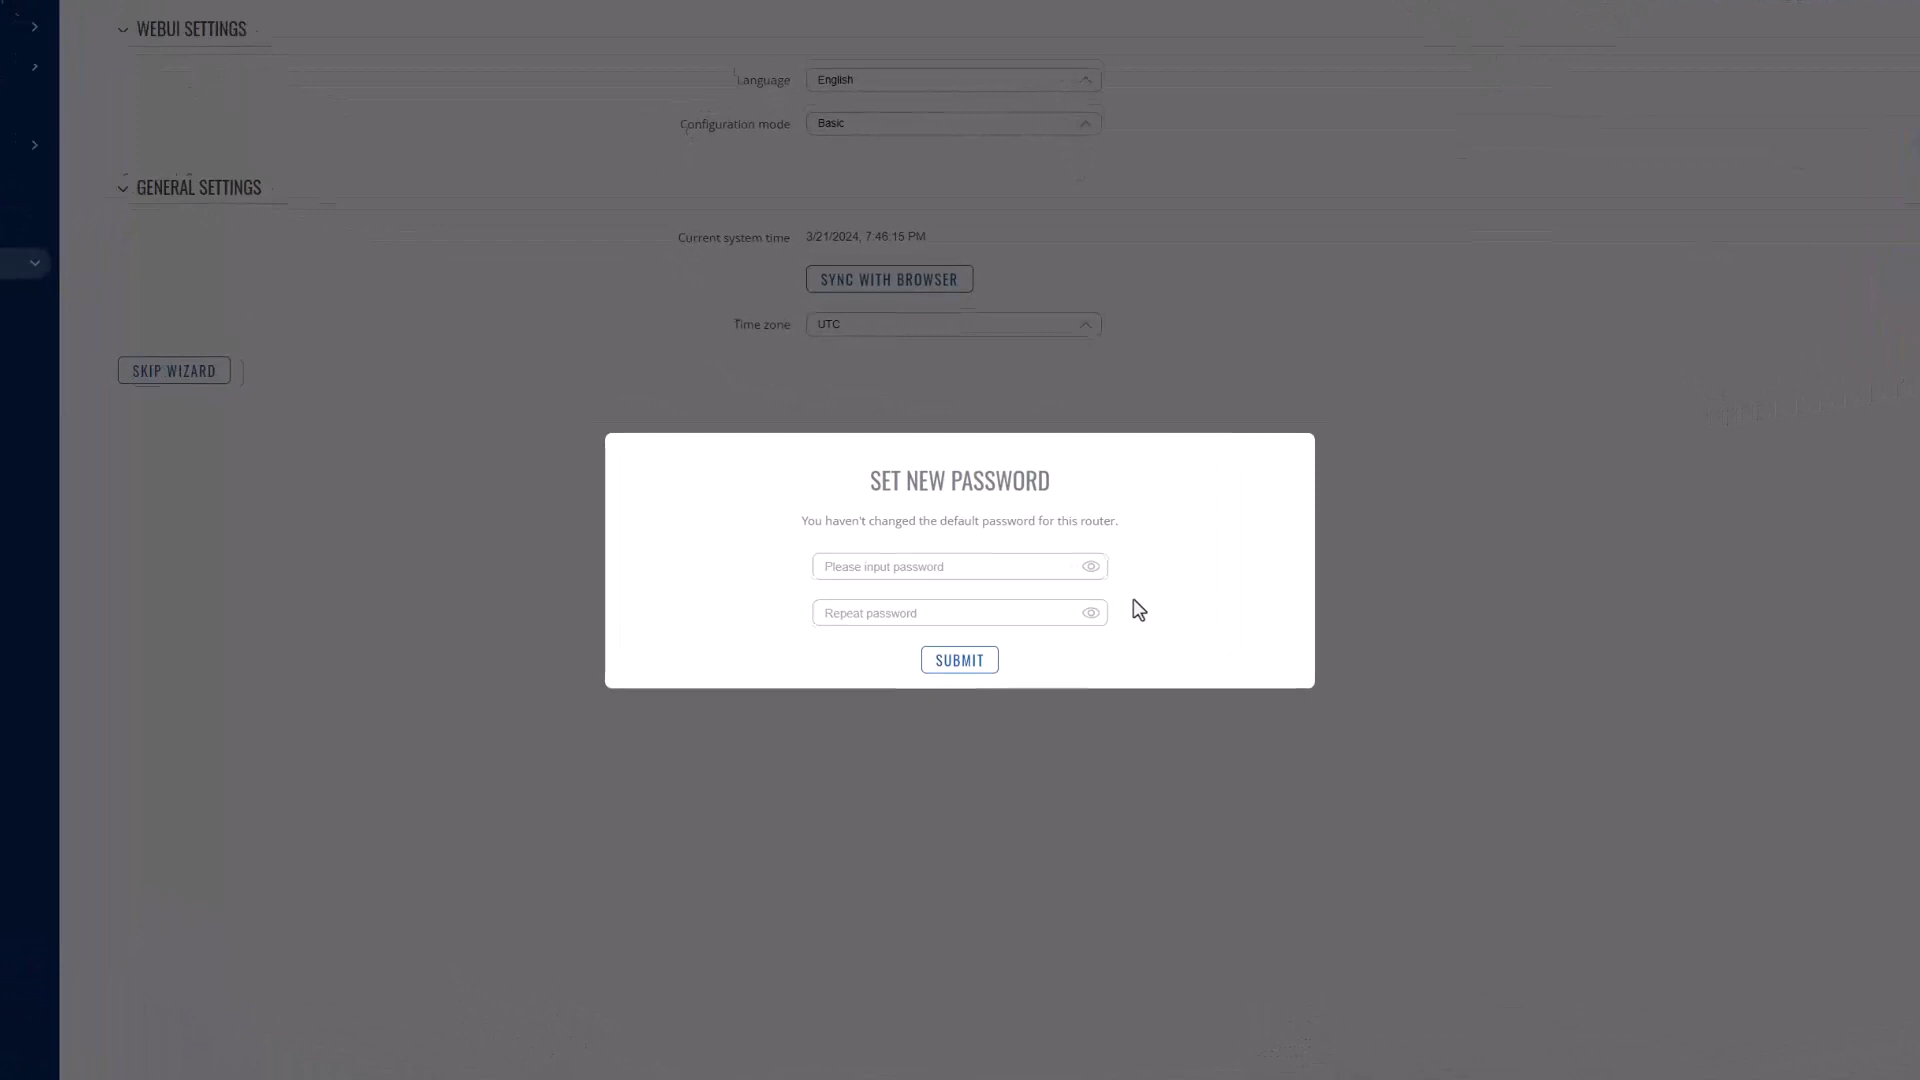 WEBUI SETTINGS
Language English
Configuration mode Basic
GENERAL SETTINGS
Current system time 3/21/2024, 7:46:15 PM
SYNC WITH BROWSER
Time zone UTC
SKIP WIZARD
SET NEW PASSWORD
You haven't changed the default password for this router.
Please input password
Repeat password
SUBMIT